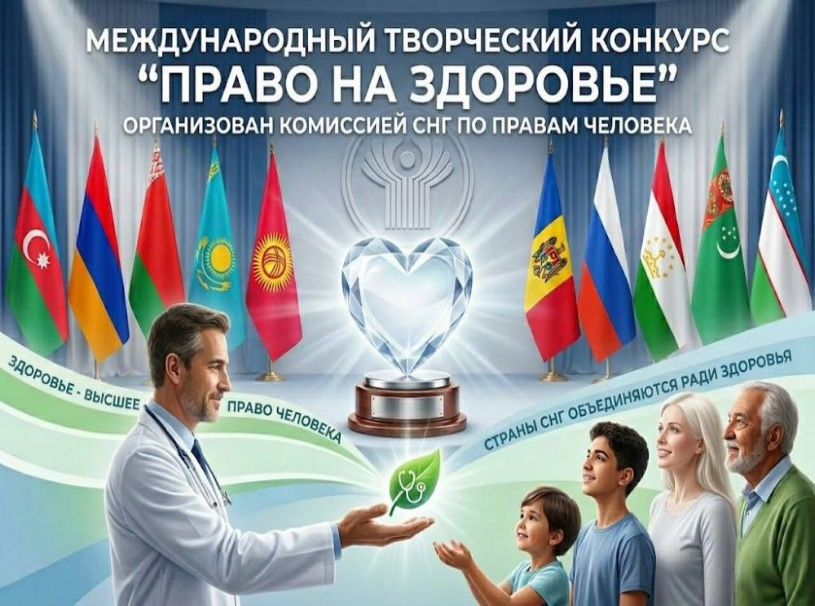 МЕЖДУНАРОДНЫЙ ТВОРЧЕСКИЙ КОНКУРС
“ПРАВО НА ЗДОРОВЬЕ”
ОРГАНИЗОВАН КОМИССИЕЙ СНГ ПО ПРАВАМ ЧЕЛОВЕКА
ЗДОРОВЬЕ - ВЫСШЕЕ ПРАВО ЧЕЛОВЕКА
СТРАНЫ СНГ ОБЪЕДИНЯЮТСЯ РАДИ ЗДОРОВЬЯ